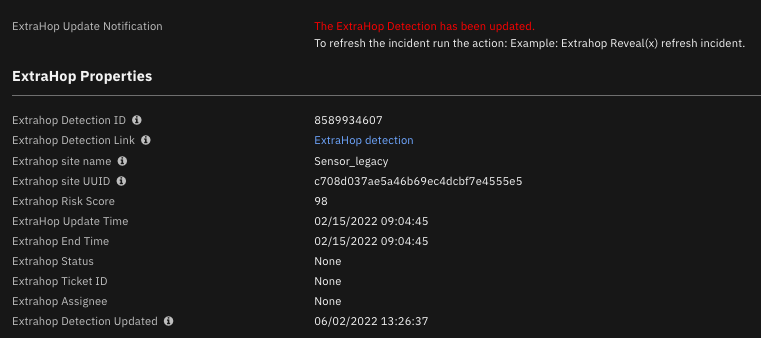 ExtraHop Update Notification The ExtraHop Detection has been updated.
To refresh the incident run the action: Example: Extrahop Reveal(x) refresh incident.
ExtraHop Properties
Extrahop Detection ID 8589934607
Extrahop Detection Link ExtraHop detection
Extrahop site name Sensor_legacy
Extrahop site UUID c708d037ae5a46b69ec4dcbf7e4555e5
Extrahop Risk Score 98
ExtraHop Update Time 02/15/2022 09:04:45
ExtraHop End Time 02/15/2022 09:04:45
Extrahop Status None
Extrahop Ticket ID None
Extrahop Assignee None
Extrahop Detection Updated 06/02/2022 13:26:37